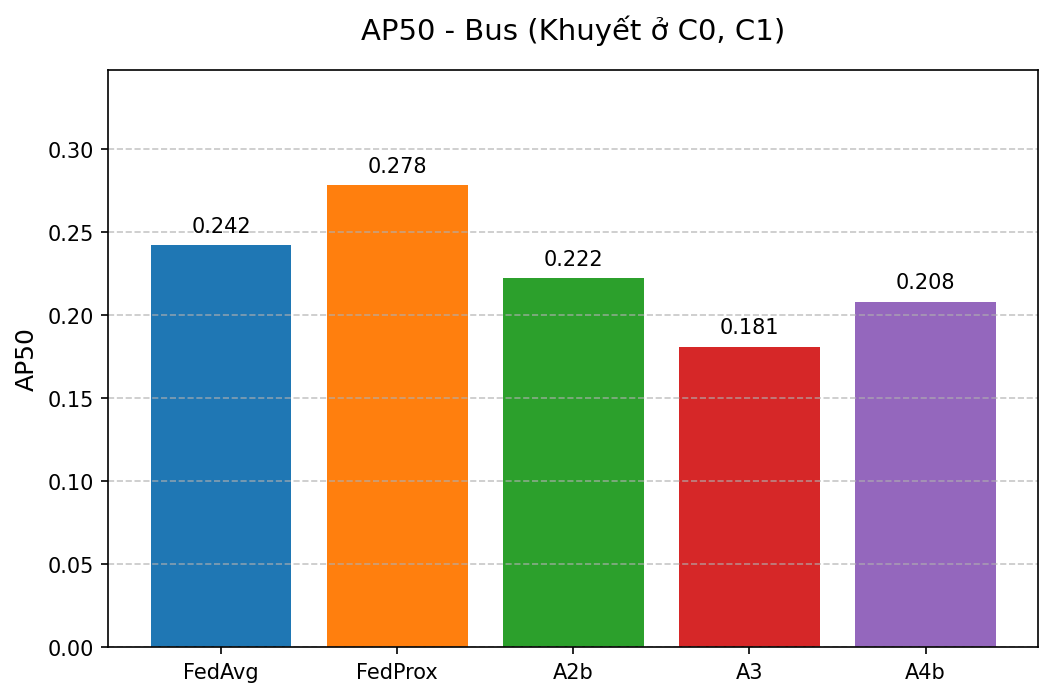 AP50 - Bus (Khuyết ở C0, C1)
AP50
0.30
0.25
0.20
0.15
0.10
0.05
0.00
0.242
0.278
0.222
0.181
0.208
FedAvg
FedProx
A2b
A3
A4b